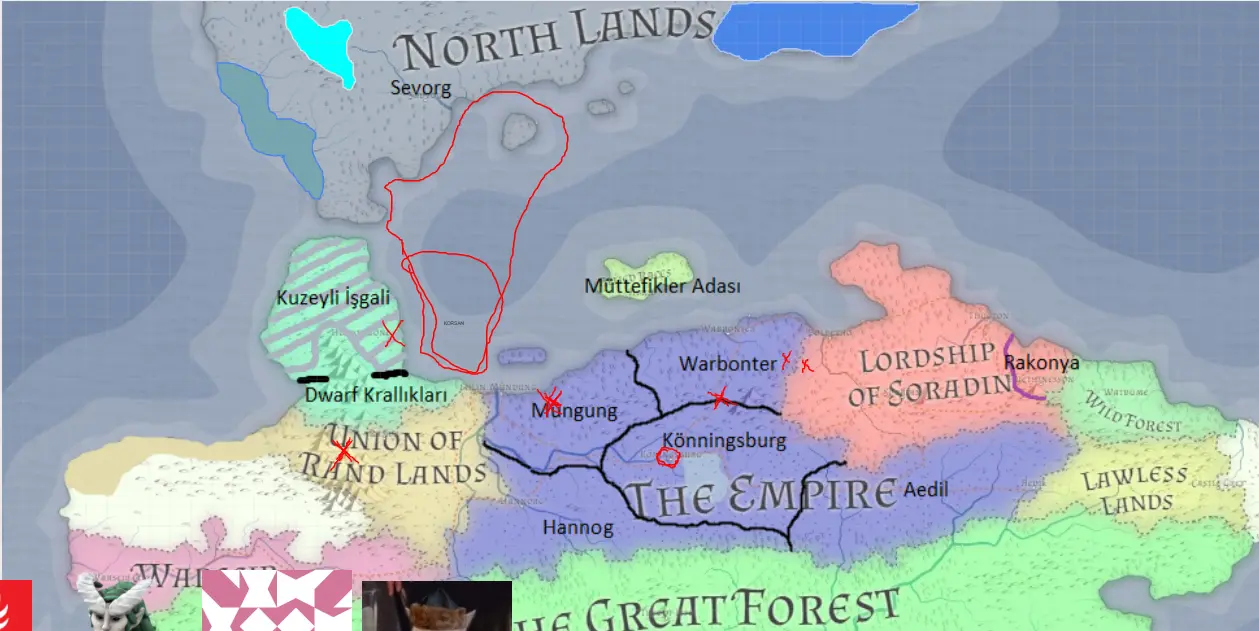 NORTH LANDS
Sevorg
Müttefikler Adası
Kuzeyli İşgali
KORSAN
Warbonter
LORDSHIP
OF SORADIN
Rakonya
Dwarf Krallıkları
Mungung
WILD FOREST
UNION OF
RAND LANDS
Könningsburg
THE EMPIRE
Aedil
LAWLESS
LANDS
Hannog
THE GREAT FOREST